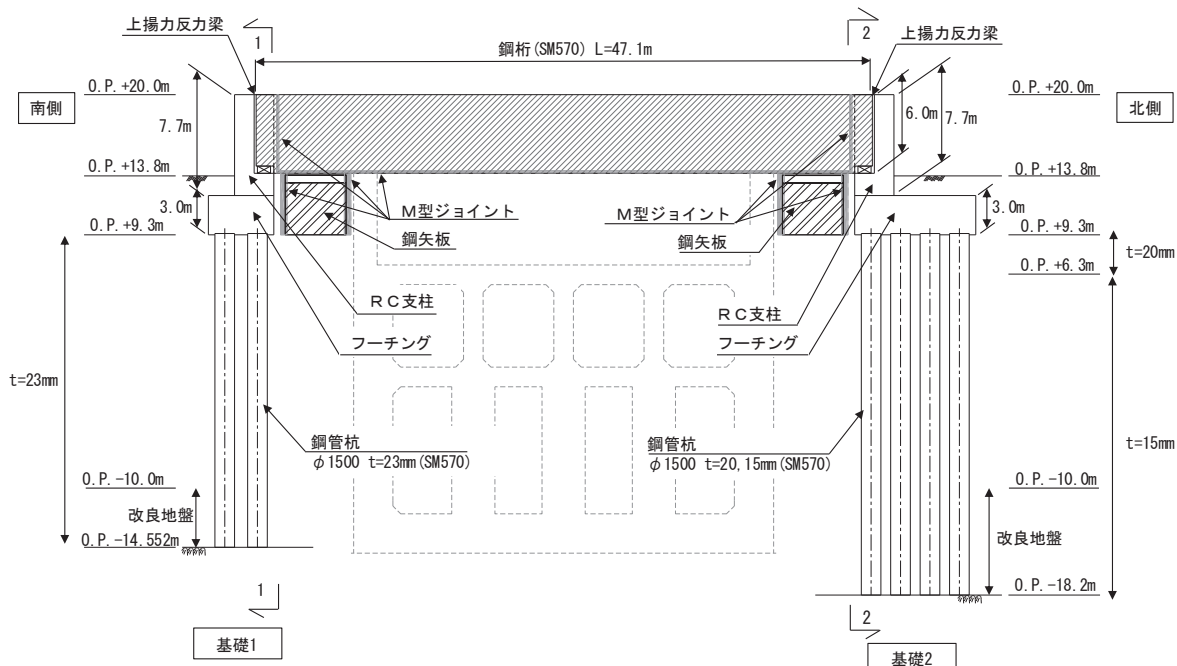 上揚力反力梁
1
鋼桁(SM570) L=47.1m
2
上揚力反力梁
O.P.+20.0m
O.P.+20.0m
南側
北側
7.7m
6.0m
7.7m
O.P.+13.8m
O.P.+13.8m
3.0m
M型ジョイント
M型ジョイント
3.0m
O.P.+9.3m
鋼矢板
鋼矢板
O.P.+9.3m
t=20mm
O.P.+6.3m
RC支柱
RC支柱
フーチング
フーチング
t=23mm
t=15mm
鋼管杭
φ1500 t=23mm(SM570)
鋼管杭
φ1500 t=20,15mm(SM570)
O.P.-10.0m
O.P.-10.0m
改良地盤
改良地盤
O.P.-14.552m
O.P.-18.2m
1
2
基礎1
基礎2